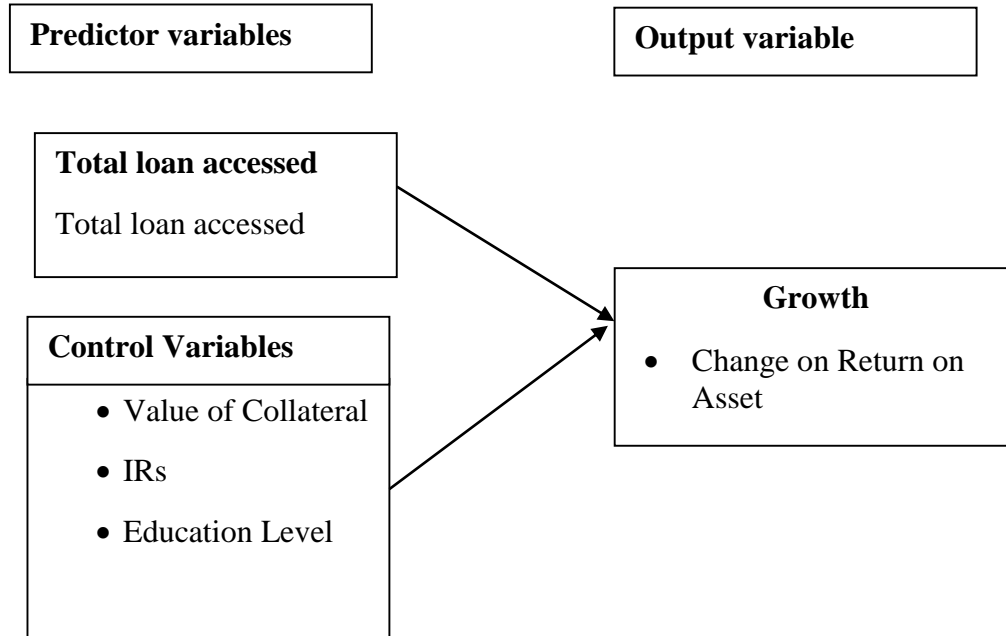 Predictor variables
Output variable
Total loan accessed
Total loan accessed
Control Variables
• Value of Collateral
• IRs
• Education Level
Growth
• Change on Return on
Asset